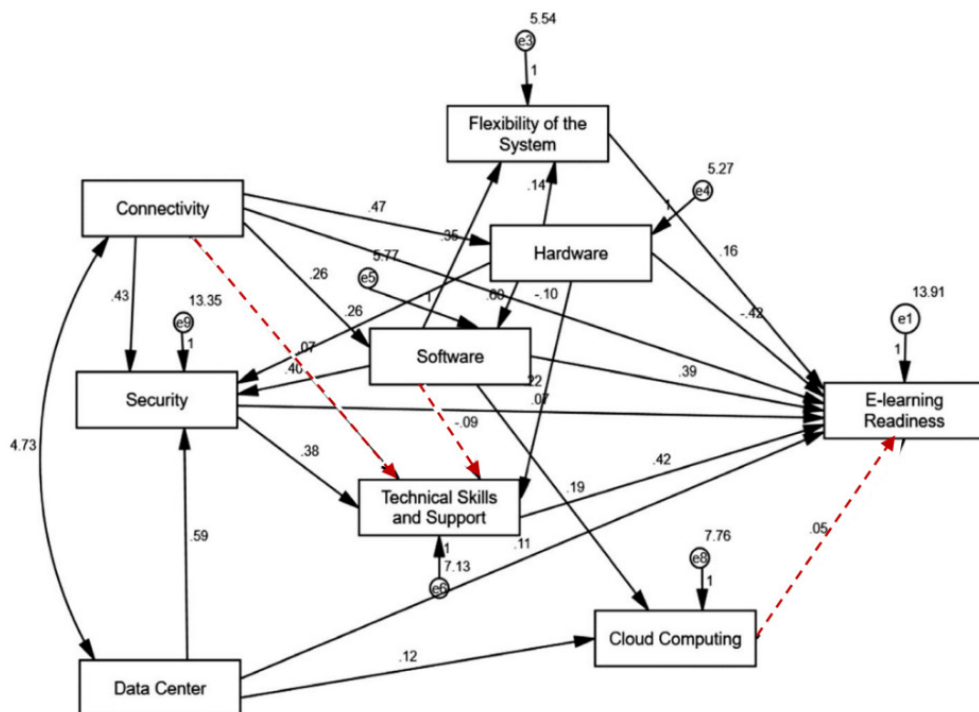 5.54
e3
1
Flexibility of the
System
5.27
e4
1
.14
Connectivity
.47
Hardware
.35
.16
5.77
e5
1
.60
-.10
-.42
13.91
e1
1
.26
.43
13.35
e9
1
.26
.07
.40
Software
.39
.22
.07
Security
E-learning
Readiness
4.73
.38
-.09
.42
Technical Skills
and Support
.19
.59
.11
.05
1
7.13
e6
7.76
e8
1
Cloud Computing
.12
Data Center